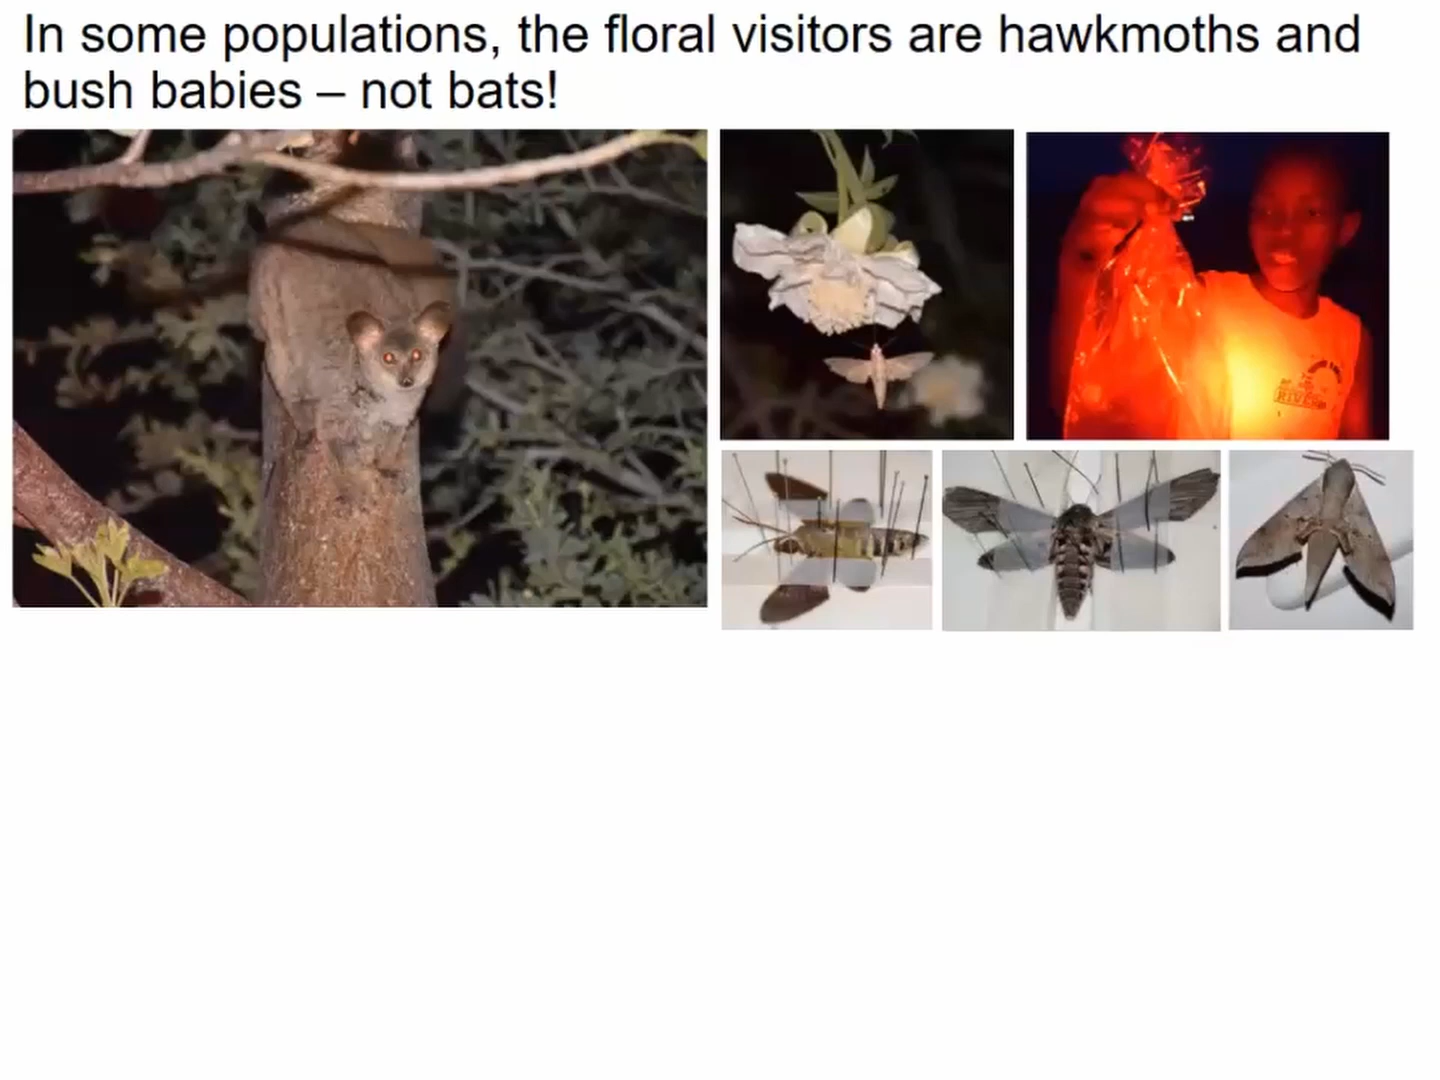 In some populations, the floral visitors are hawkmoths and
bush babies – not bats!